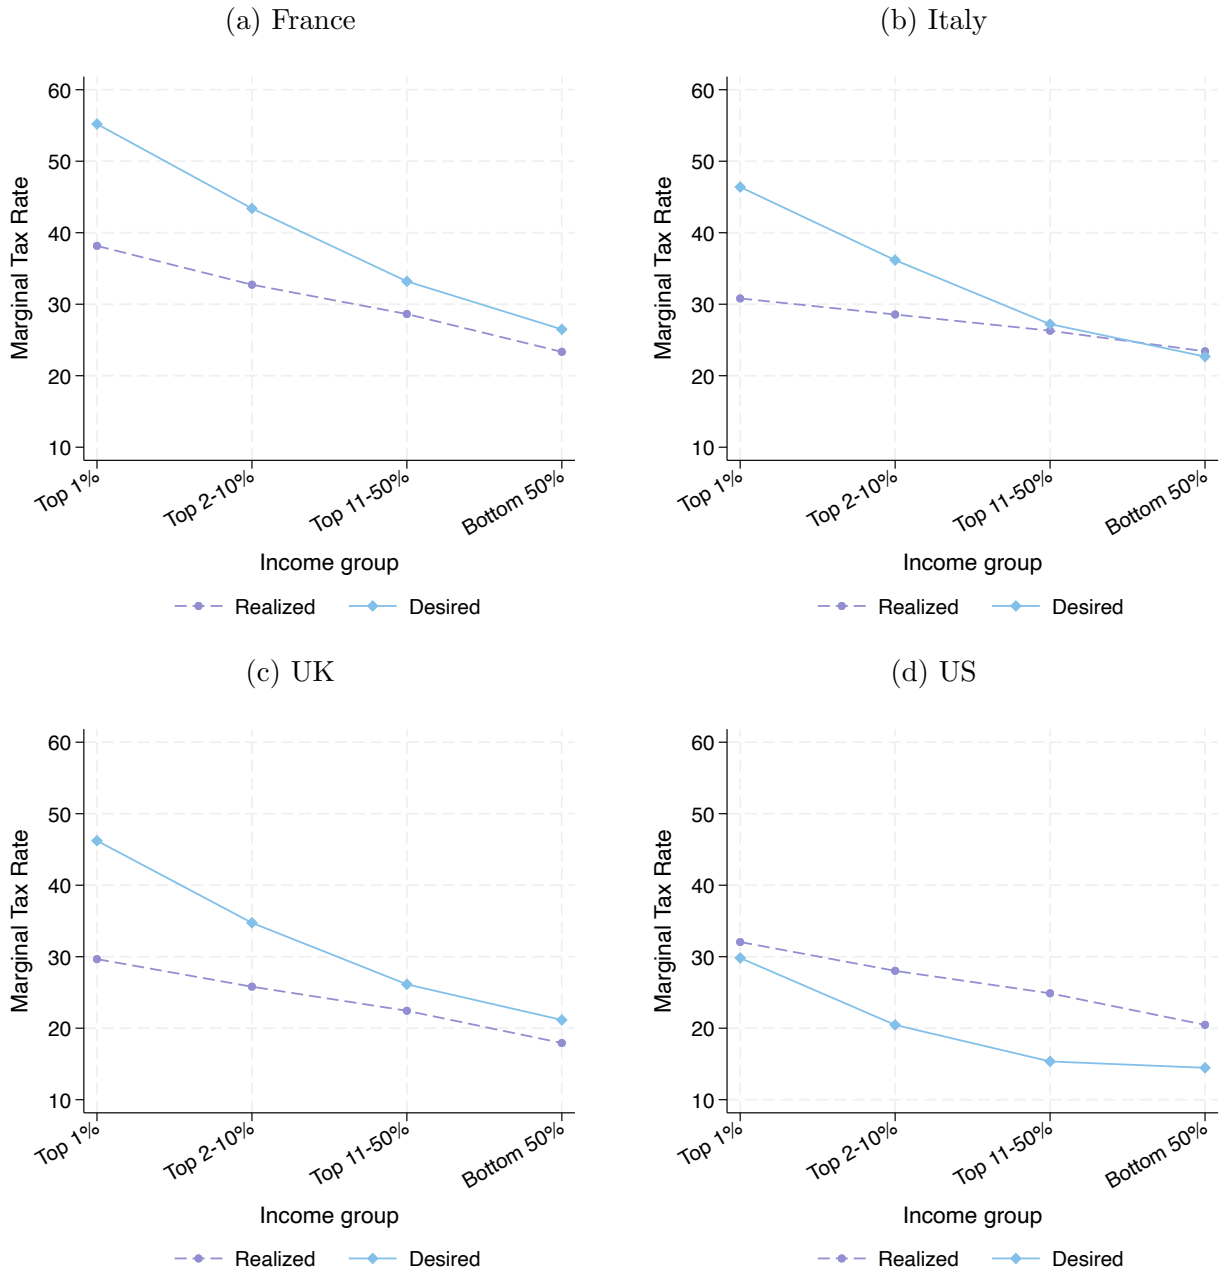 (a) France
Marginal Tax Rate
60
50
40
30
20
10
Top 1%
Top 2-10%
Top 11-50%
Bottom 50%
Income group
Realized
Desired
(b) Italy
Marginal Tax Rate
60
50
40
30
20
10
Top 1%
Top 2-10%
Top 11-50%
Bottom 50%
Income group
Realized
Desired
(c) UK
Marginal Tax Rate
60
50
40
30
20
10
Top 1%
Top 2-10%
Top 11-50%
Bottom 50%
Income group
Realized
Desired
(d) US
Marginal Tax Rate
60
50
40
30
20
10
Top 1%
Top 2-10%
Top 11-50%
Bottom 50%
Income group
Realized
Desired